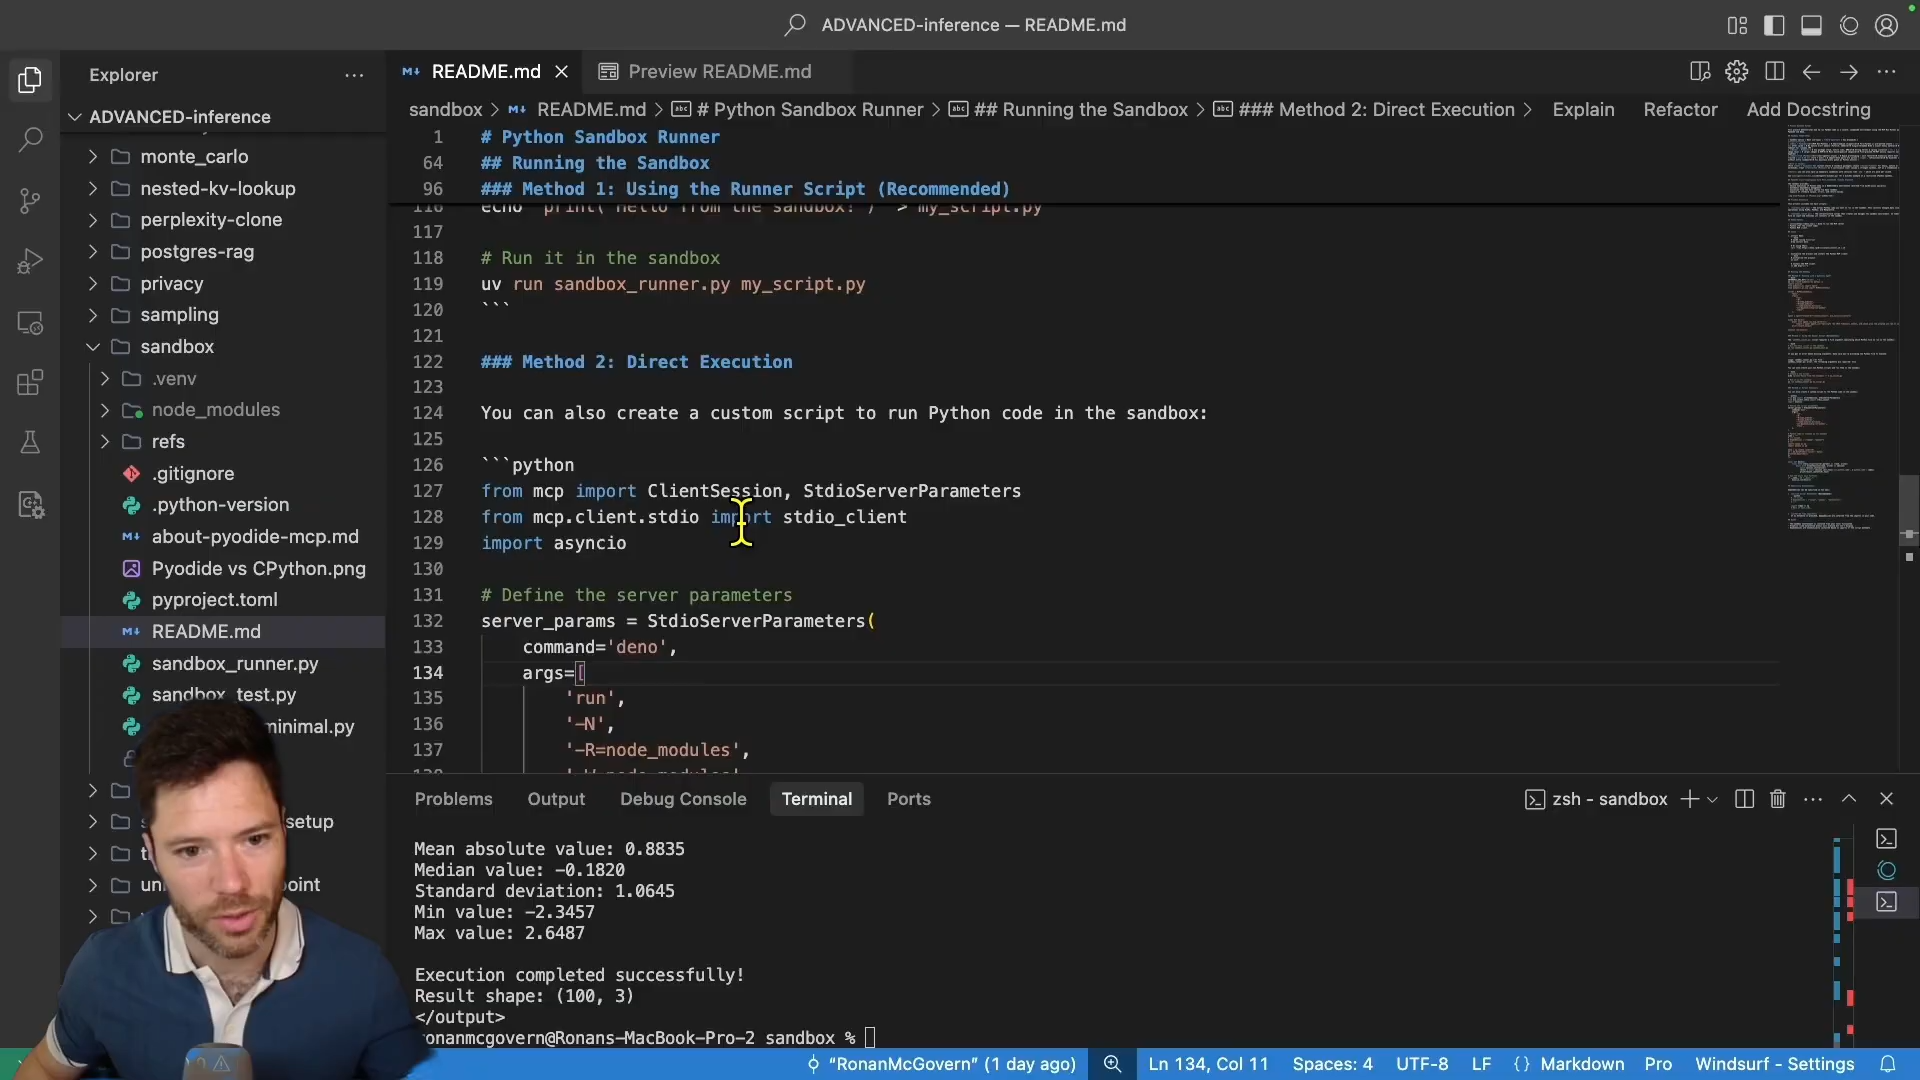 ADVANCED-inference — README.md
Explorer
README.md
Preview README.md
ADVANCED-inference
sandbox > README.md > # Python Sandbox Runner > ## Running the Sandbox > ### Method 2: Direct Execution > Explain Refactor Add Docstring
monte_carlo
nested-kv-lookup
perplexity-clone
postgres-rag
privacy
sampling
sandbox
.venv
node_modules
refs
.gitignore
.python-version
about-pyodide-mcp.md
Pyodide vs CPython.png
pyproject.toml
README.md
sandbox_runner.py
sandbox_test.py
minimal.py
setup
point
1 # Python Sandbox Runner
64 ## Running the Sandbox
96 ### Method 1: Using the Runner Script (Recommended)
116 echo "print('Hello from the sandbox!')" > my_script.py
117
118 # Run it in the sandbox
119 uv run sandbox_runner.py my_script.py
120 ```
121
122 ### Method 2: Direct Execution
123
124 You can also create a custom script to run Python code in the sandbox:
125
126 ```python
127 from mcp import ClientSession, StdioServerParameters
128 from mcp.client.stdio import stdio_client
129 import asyncio
130
131 # Define the server parameters
132 server_params = StdioServerParameters(
133 command='deno',
134 args=[
135 'run',
136 '-N',
137 '-R=node_modules',
138 '-W=node_modules',
Problems Output Debug Console Terminal Ports
zsh - sandbox
Mean absolute value: 0.8835
Median value: -0.1820
Standard deviation: 1.0645
Min value: -2.3457
Max value: 2.6487
Execution completed successfully!
Result shape: (100, 3)
</output>
ronanmcgovern@Ronans-MacBook-Pro-2 sandbox %
"RonanMcGovern" (1 day ago) Ln 134, Col 11 Spaces: 4 UTF-8 LF {} Markdown Pro Windsurf - Settings